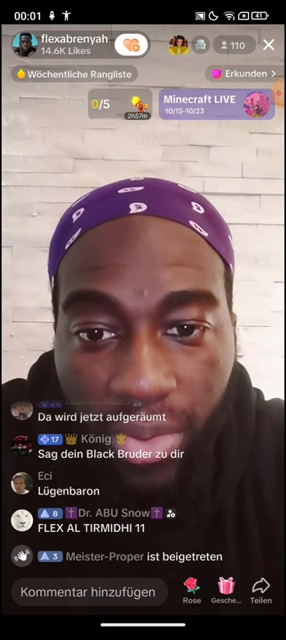 00:01
41
flexabrenyah
14.6K Likes
110
Wöchentliche Rangliste
Erkunden >
0/5
2h57m
Minecraft LIVE
10/15-10/23
Da wird jetzt aufgeräumt
17 König
Sag dein Black Bruder zu dir
Eci
Lügenbaron
8 Dr. ABU Snow
FLEX AL TIRMIDHI 11
3 Meister-Proper ist beigetreten
Kommentar hinzufügen
Rose
Gesche...
Teilen